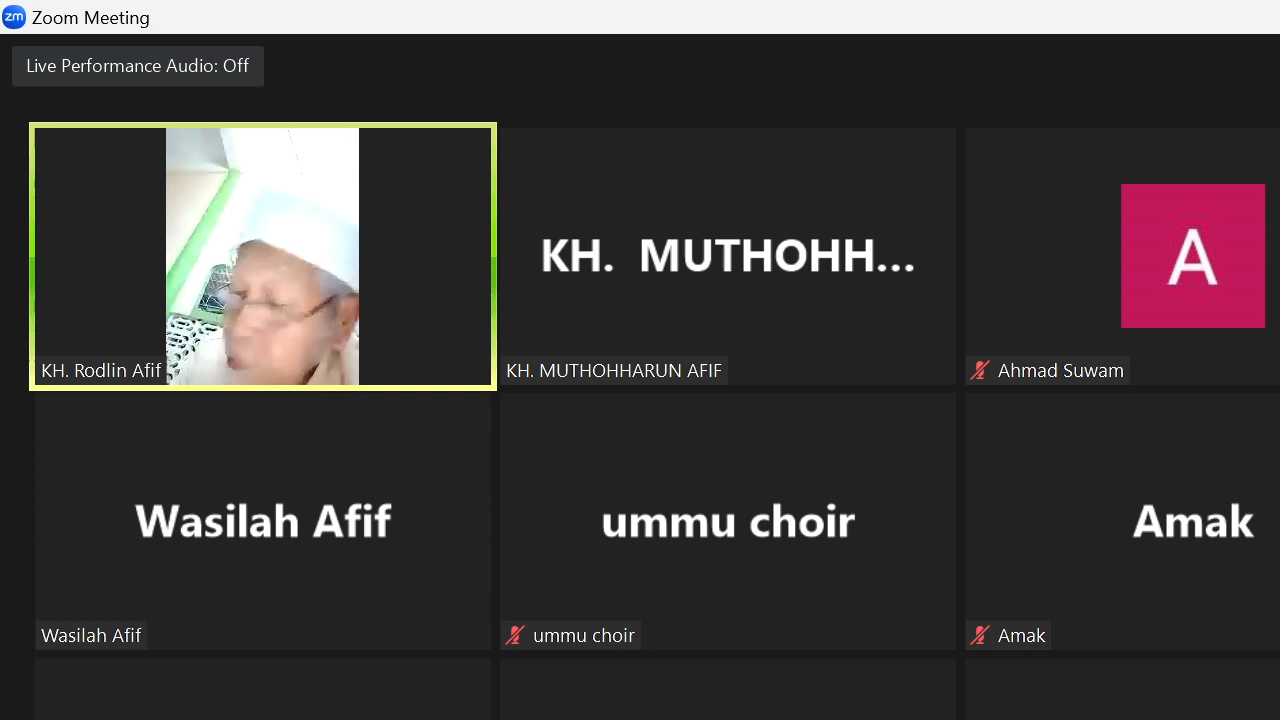 zm Zoom Meeting
Live Performance Audio: Off
KH. MUTHOHH...
A
KH. Rodlin Afif
KH. MUTHOHHARUN AFIF
Ahmad Suwam
Wasilah Afif
ummu choir
Amak
Wasilah Afif
ummu choir
Amak